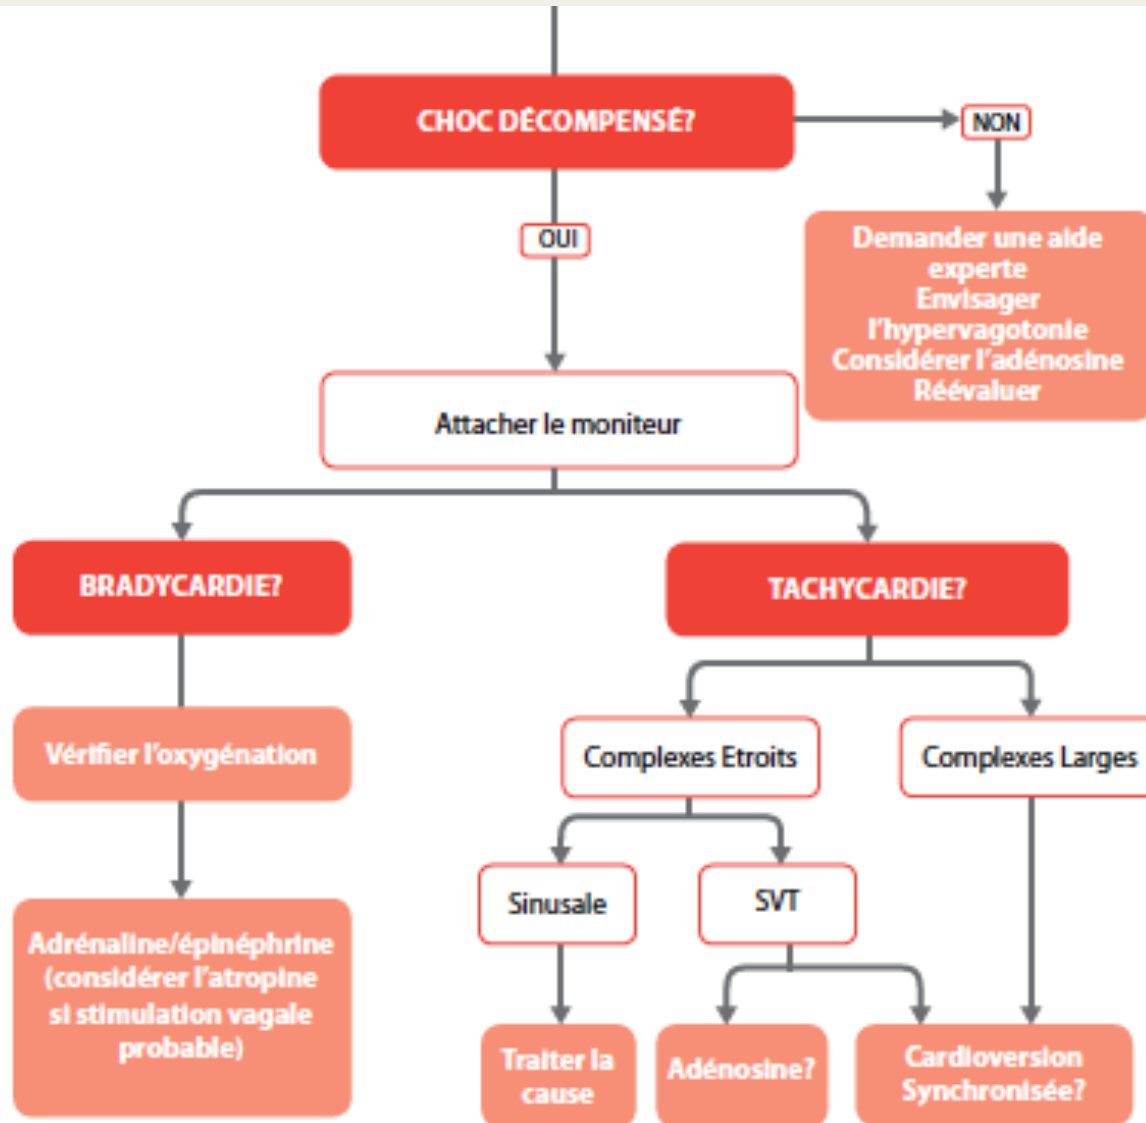 CHOC DÉCOMPENSÉ?
NON
OUI
Demander une aide
experte
Envisager
l'hypervagotonie
Considérer l'adénosine
Réévaluer
Attacher le moniteur
BRADYCARDIE?
TACHYCARDIE?
Vérifier l'oxygénation
Complexes Etroits
Complexes Larges
Sinusale
SVT
Adrénaline/épinéphrine
(considérer l'atropine
si stimulation vagale
probable)
Traiter la
cause
Adénosine?
Cardioversion
Synchronisée?